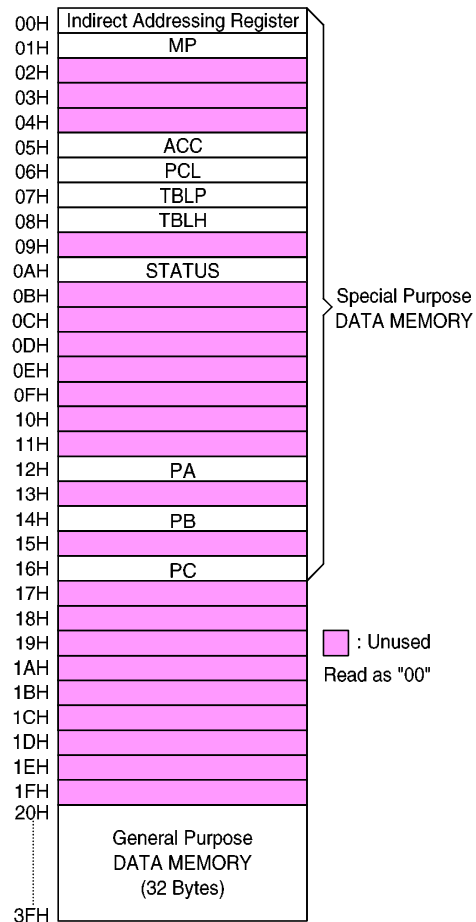 00H Indirect Addressing Register
01H MP
02H
03H
04H
05H ACC
06H PCL
07H TBLP
08H TBLH
09H
0AH STATUS
0BH
0CH
0DH
0EH
0FH
10H
11H
12H PA
13H
14H PB
15H
16H PC
17H
18H
19H
1AH
1BH
1CH
1DH
1EH
1FH
20H
General Purpose
DATA MEMORY
(32 Bytes)
3FH
Special Purpose
DATA MEMORY
: Unused
Read as "00"